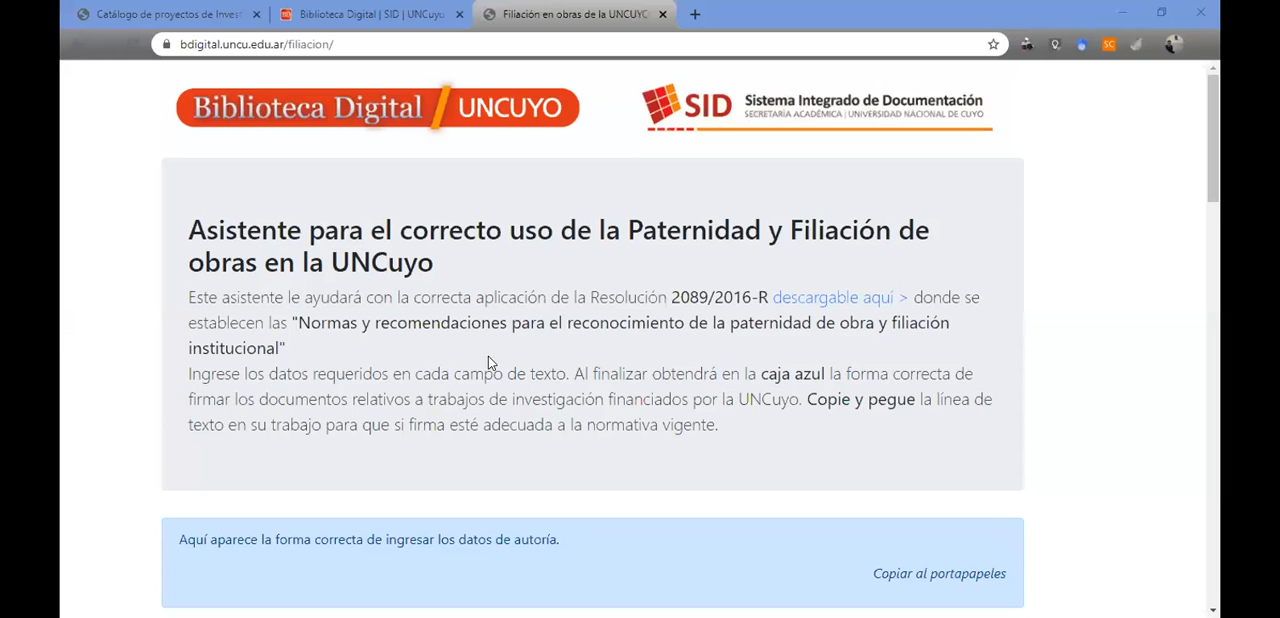 Catálogo de proyectos de Invest
Biblioteca Digital | SID | UNCuyo
Filiación en obras de la UNCUYO
bdigital.uncu.edu.ar/filiacion/
SC
Biblioteca Digital / UNCUYO
SID Sistema Integrado de Documentación
SECRETARÍA ACADÉMICA | UNIVERSIDAD NACIONAL DE CUYO
Asistente para el correcto uso de la Paternidad y Filiación de
obras en la UNCuyo
Este asistente le ayudará con la correcta aplicación de la Resolución 2089/2016-R descargable aquí > donde se
establecen las "Normas y recomendaciones para el reconocimiento de la paternidad de obra y filiación
institucional"
Ingrese los datos requeridos en cada campo de texto. Al finalizar obtendrá en la caja azul la forma correcta de
firmar los documentos relativos a trabajos de investigación financiados por la UNCuyo. Copie y pegue la línea de
texto en su trabajo para que si firma esté adecuada a la normativa vigente.
Aquí aparece la forma correcta de ingresar los datos de autoría.
Copiar al portapapeles